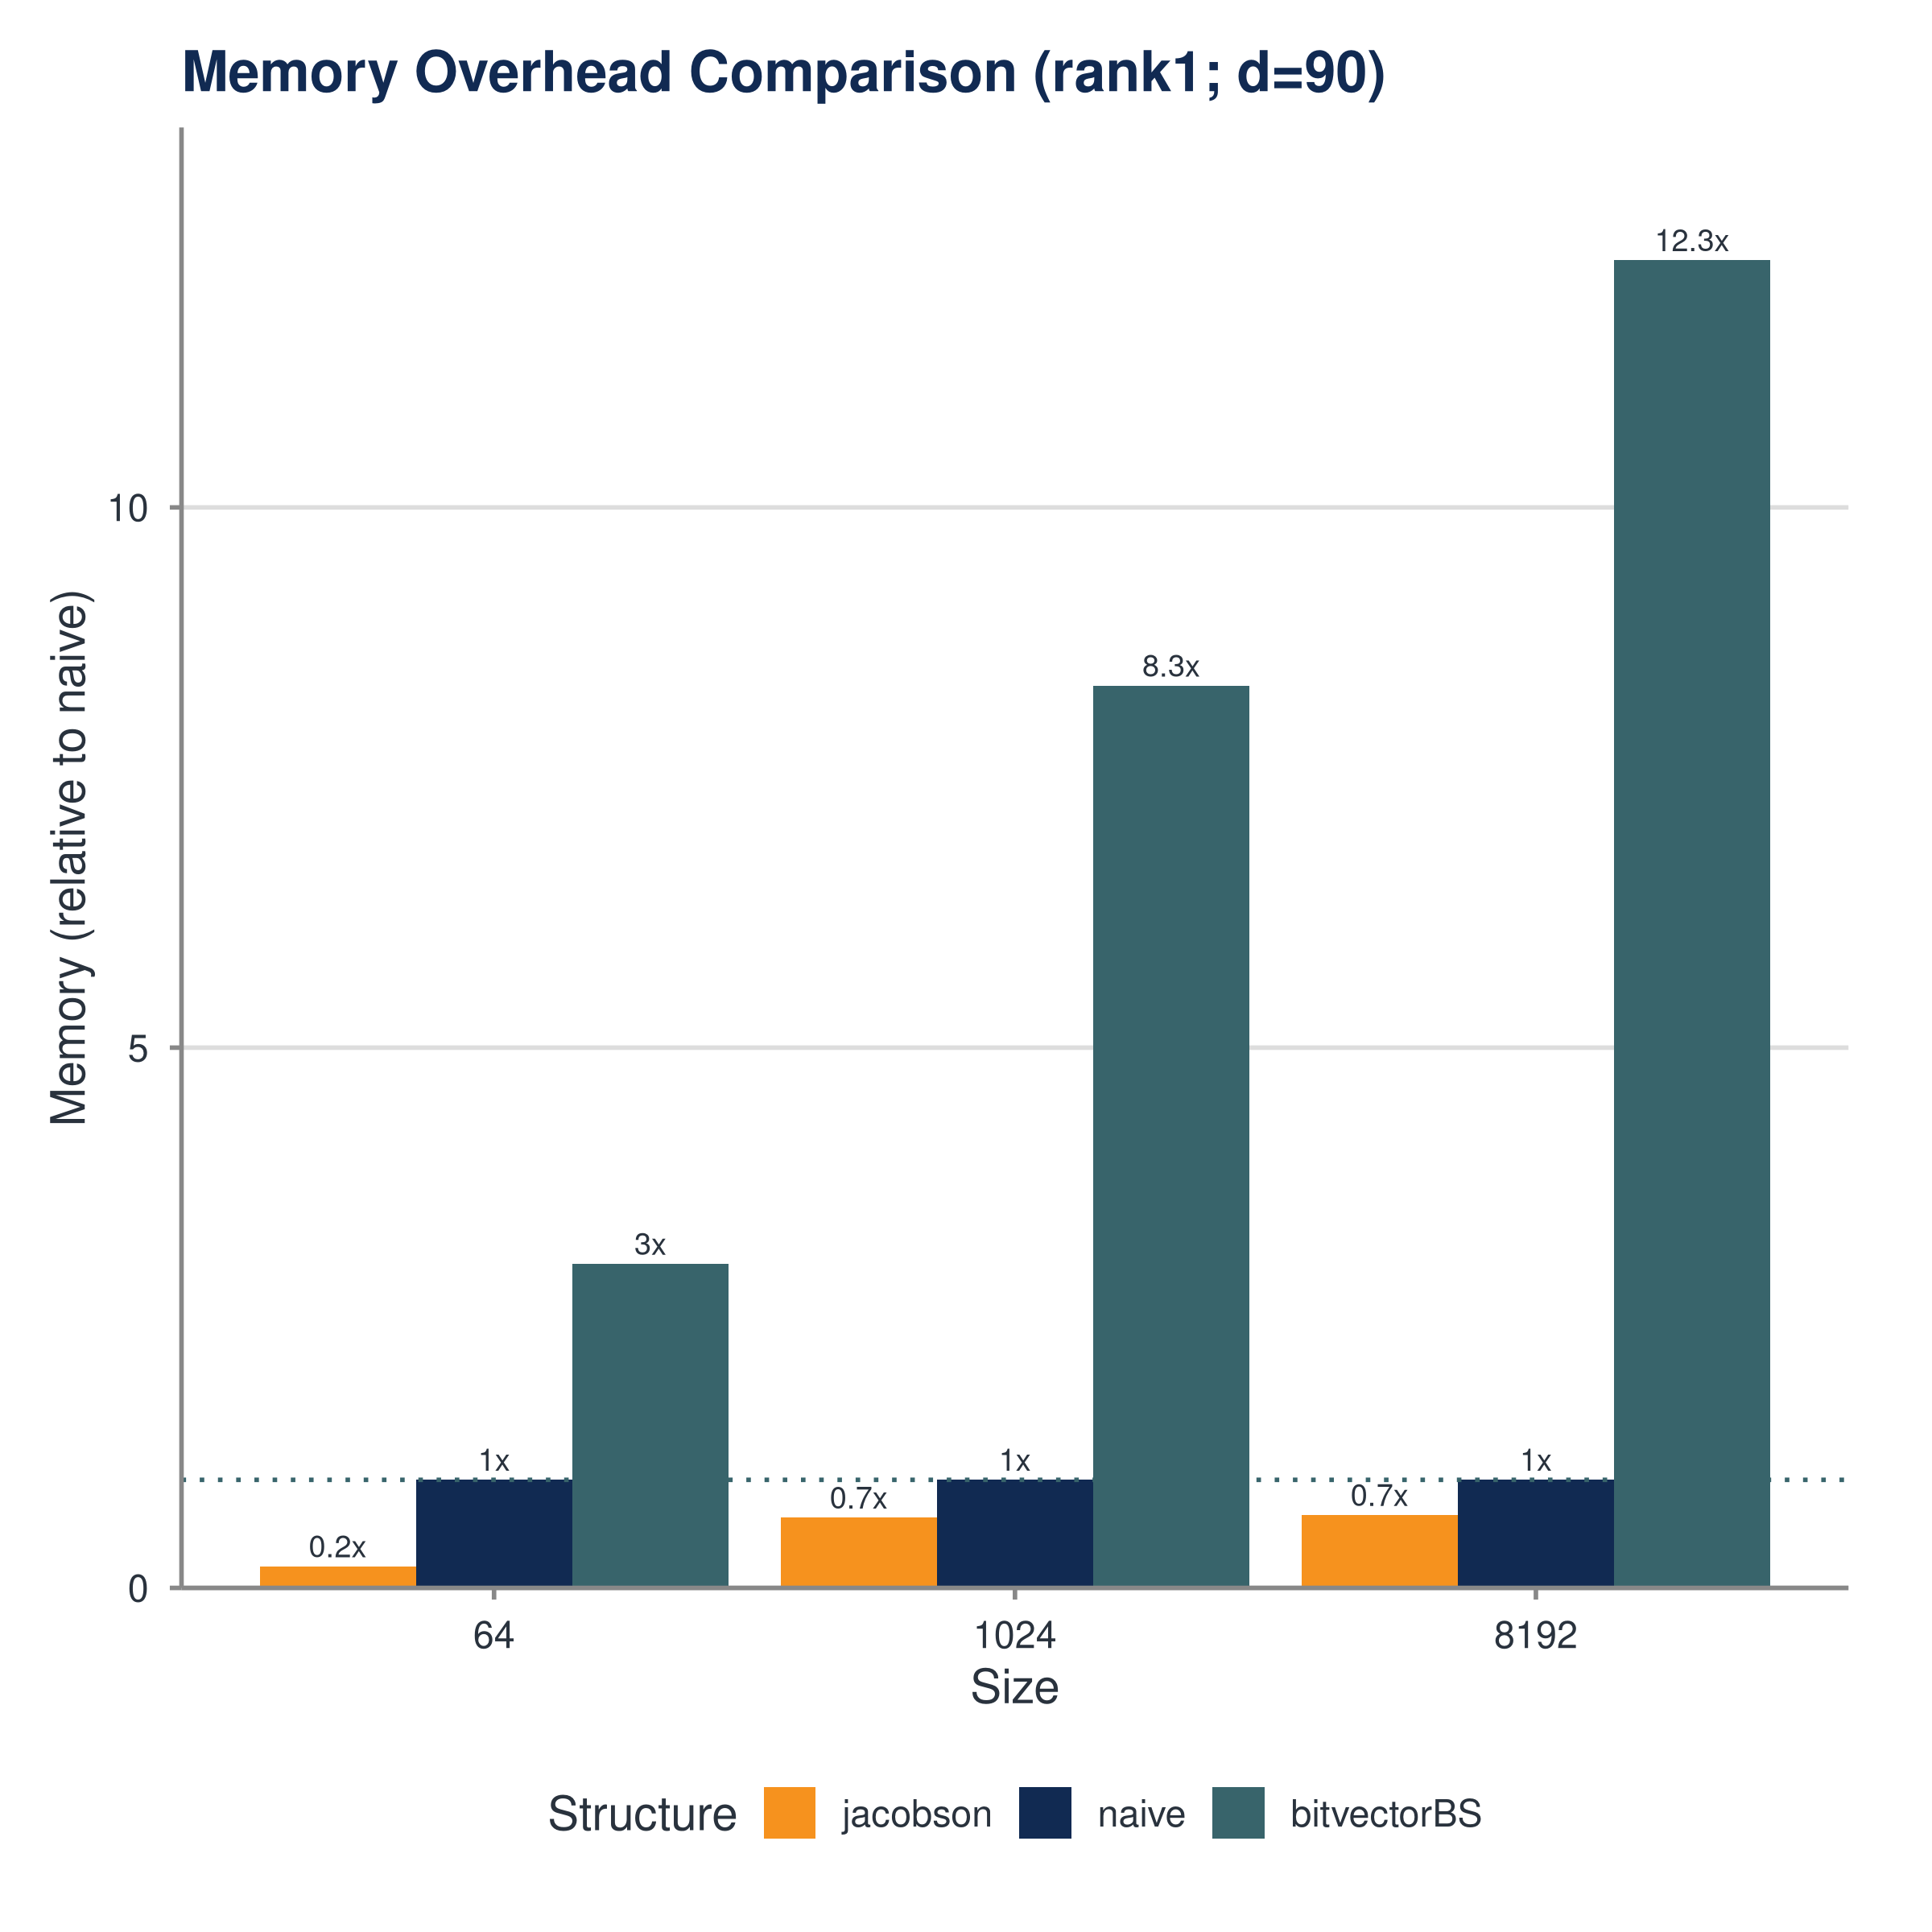 Memory Overhead Comparison (rank1; d=90)
Memory (relative to naive)
10
5
0
0.2x
1x
3x
0.7x
1x
8.3x
0.7x
1x
12.3x
64
1024
8192
Size
Structure jacobson naive bitvectorBS